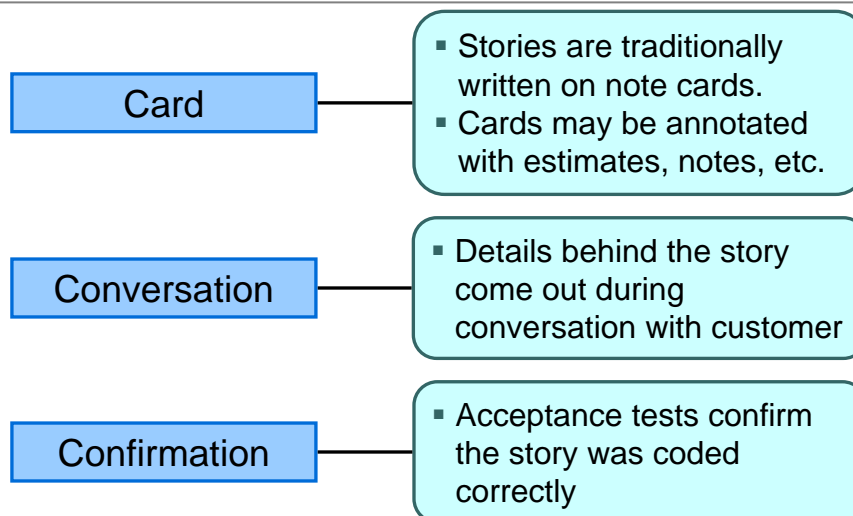 Card
▪ Stories are traditionally
written on note cards.
▪ Cards may be annotated
with estimates, notes, etc.
Conversation
▪ Details behind the story
come out during
conversation with customer
Confirmation
▪ Acceptance tests confirm
the story was coded
correctly